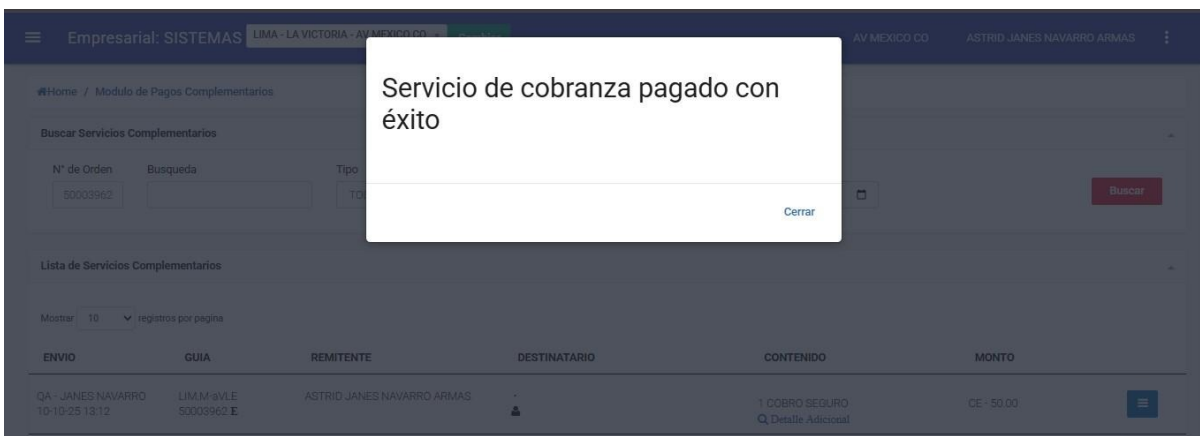 Empresarial: SISTEMAS LIMA - LA VICTORIA - AV MEXICO CO AV MEXICO CO ASTRID JANES NAVARRO ARMAS
Servicio de cobranza pagado con
éxito
Cerrar
Home / Modulo de Pagos Complementarios
Buscar Servicios Complementarios
N° de Orden Busqueda Tipo
50003962 Buscar
Lista de Servicios Complementarios
Mostrar 10 registros por pagina
ENVIO GUIA REMITENTE DESTINATARIO CONTENIDO MONTO
QA - JANES NAVARRO LIM.M-aVLE ASTRID JANES NAVARRO ARMAS - 1 COBRO SEGURO CE - 50.00
10-10-25 13:12 50003962 E Detalle Adicional